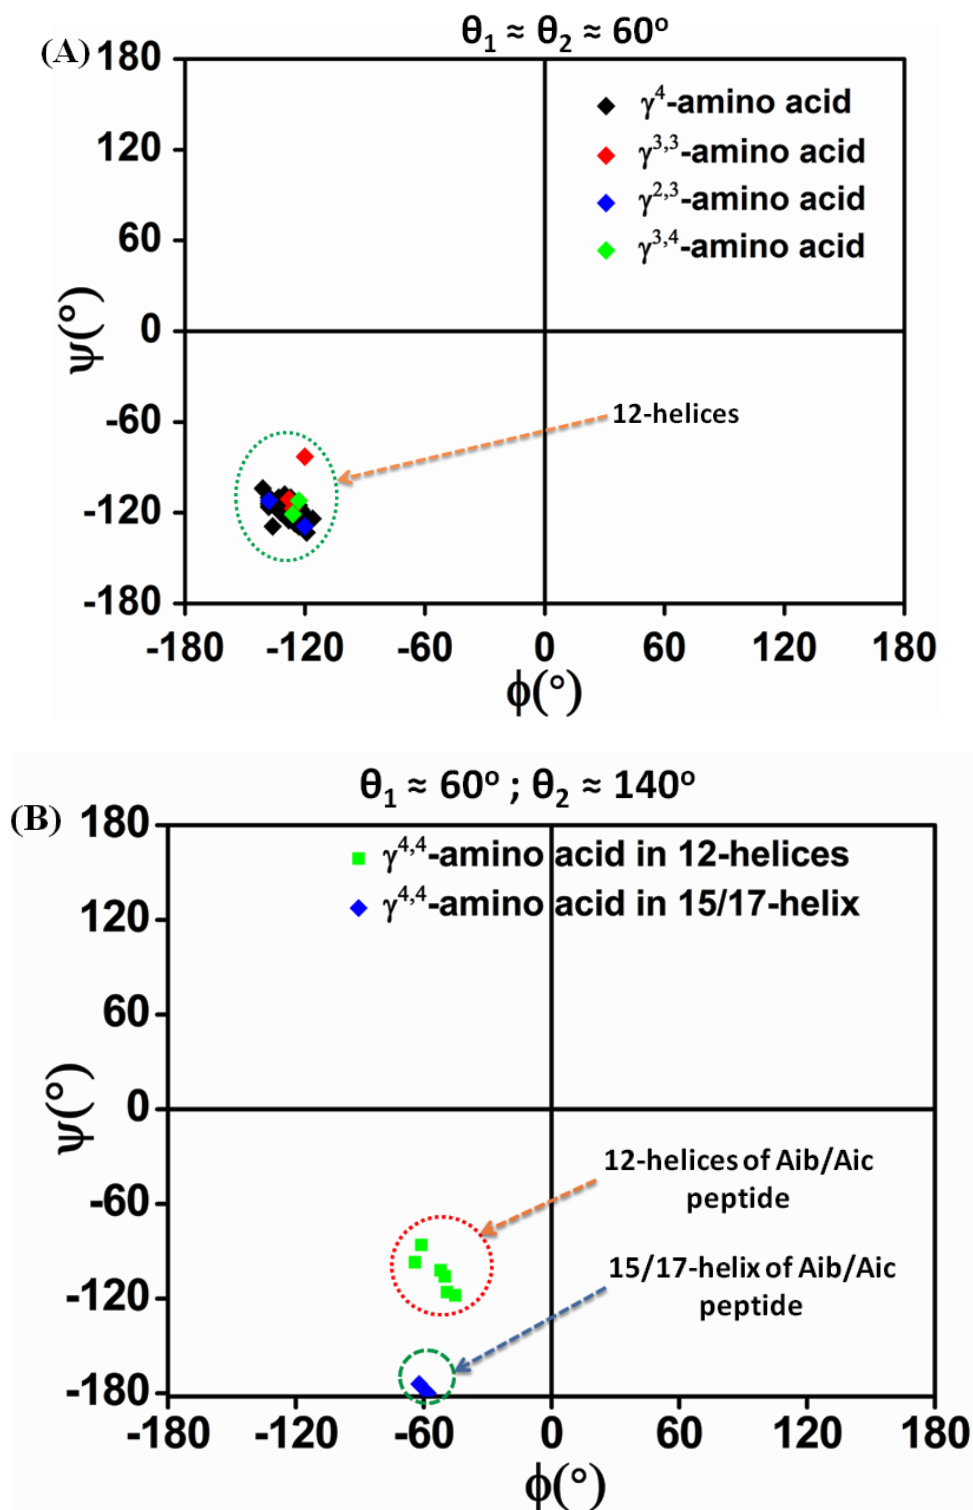 (A)
θ₁ ≈ θ₂ ≈ 60°
180
120
60
0
-60
-120
-180
ψ(°)
γ⁴-amino acid
γ³,³-amino acid
γ²,³-amino acid
γ³,⁴-amino acid
12-helices
-180 -120 -60 0 60 120 180
ϕ(°)
(B)
θ₁ ≈ 60° ; θ₂ ≈ 140°
180
120
60
0
-60
-120
-180
ψ(°)
γ⁴,⁴-amino acid in 12-helices
γ⁴,⁴-amino acid in 15/17-helix
12-helices of Aib/Aic
peptide
15/17-helix of Aib/Aic
peptide
-180 -120 -60 0 60 120 180
ϕ(°)